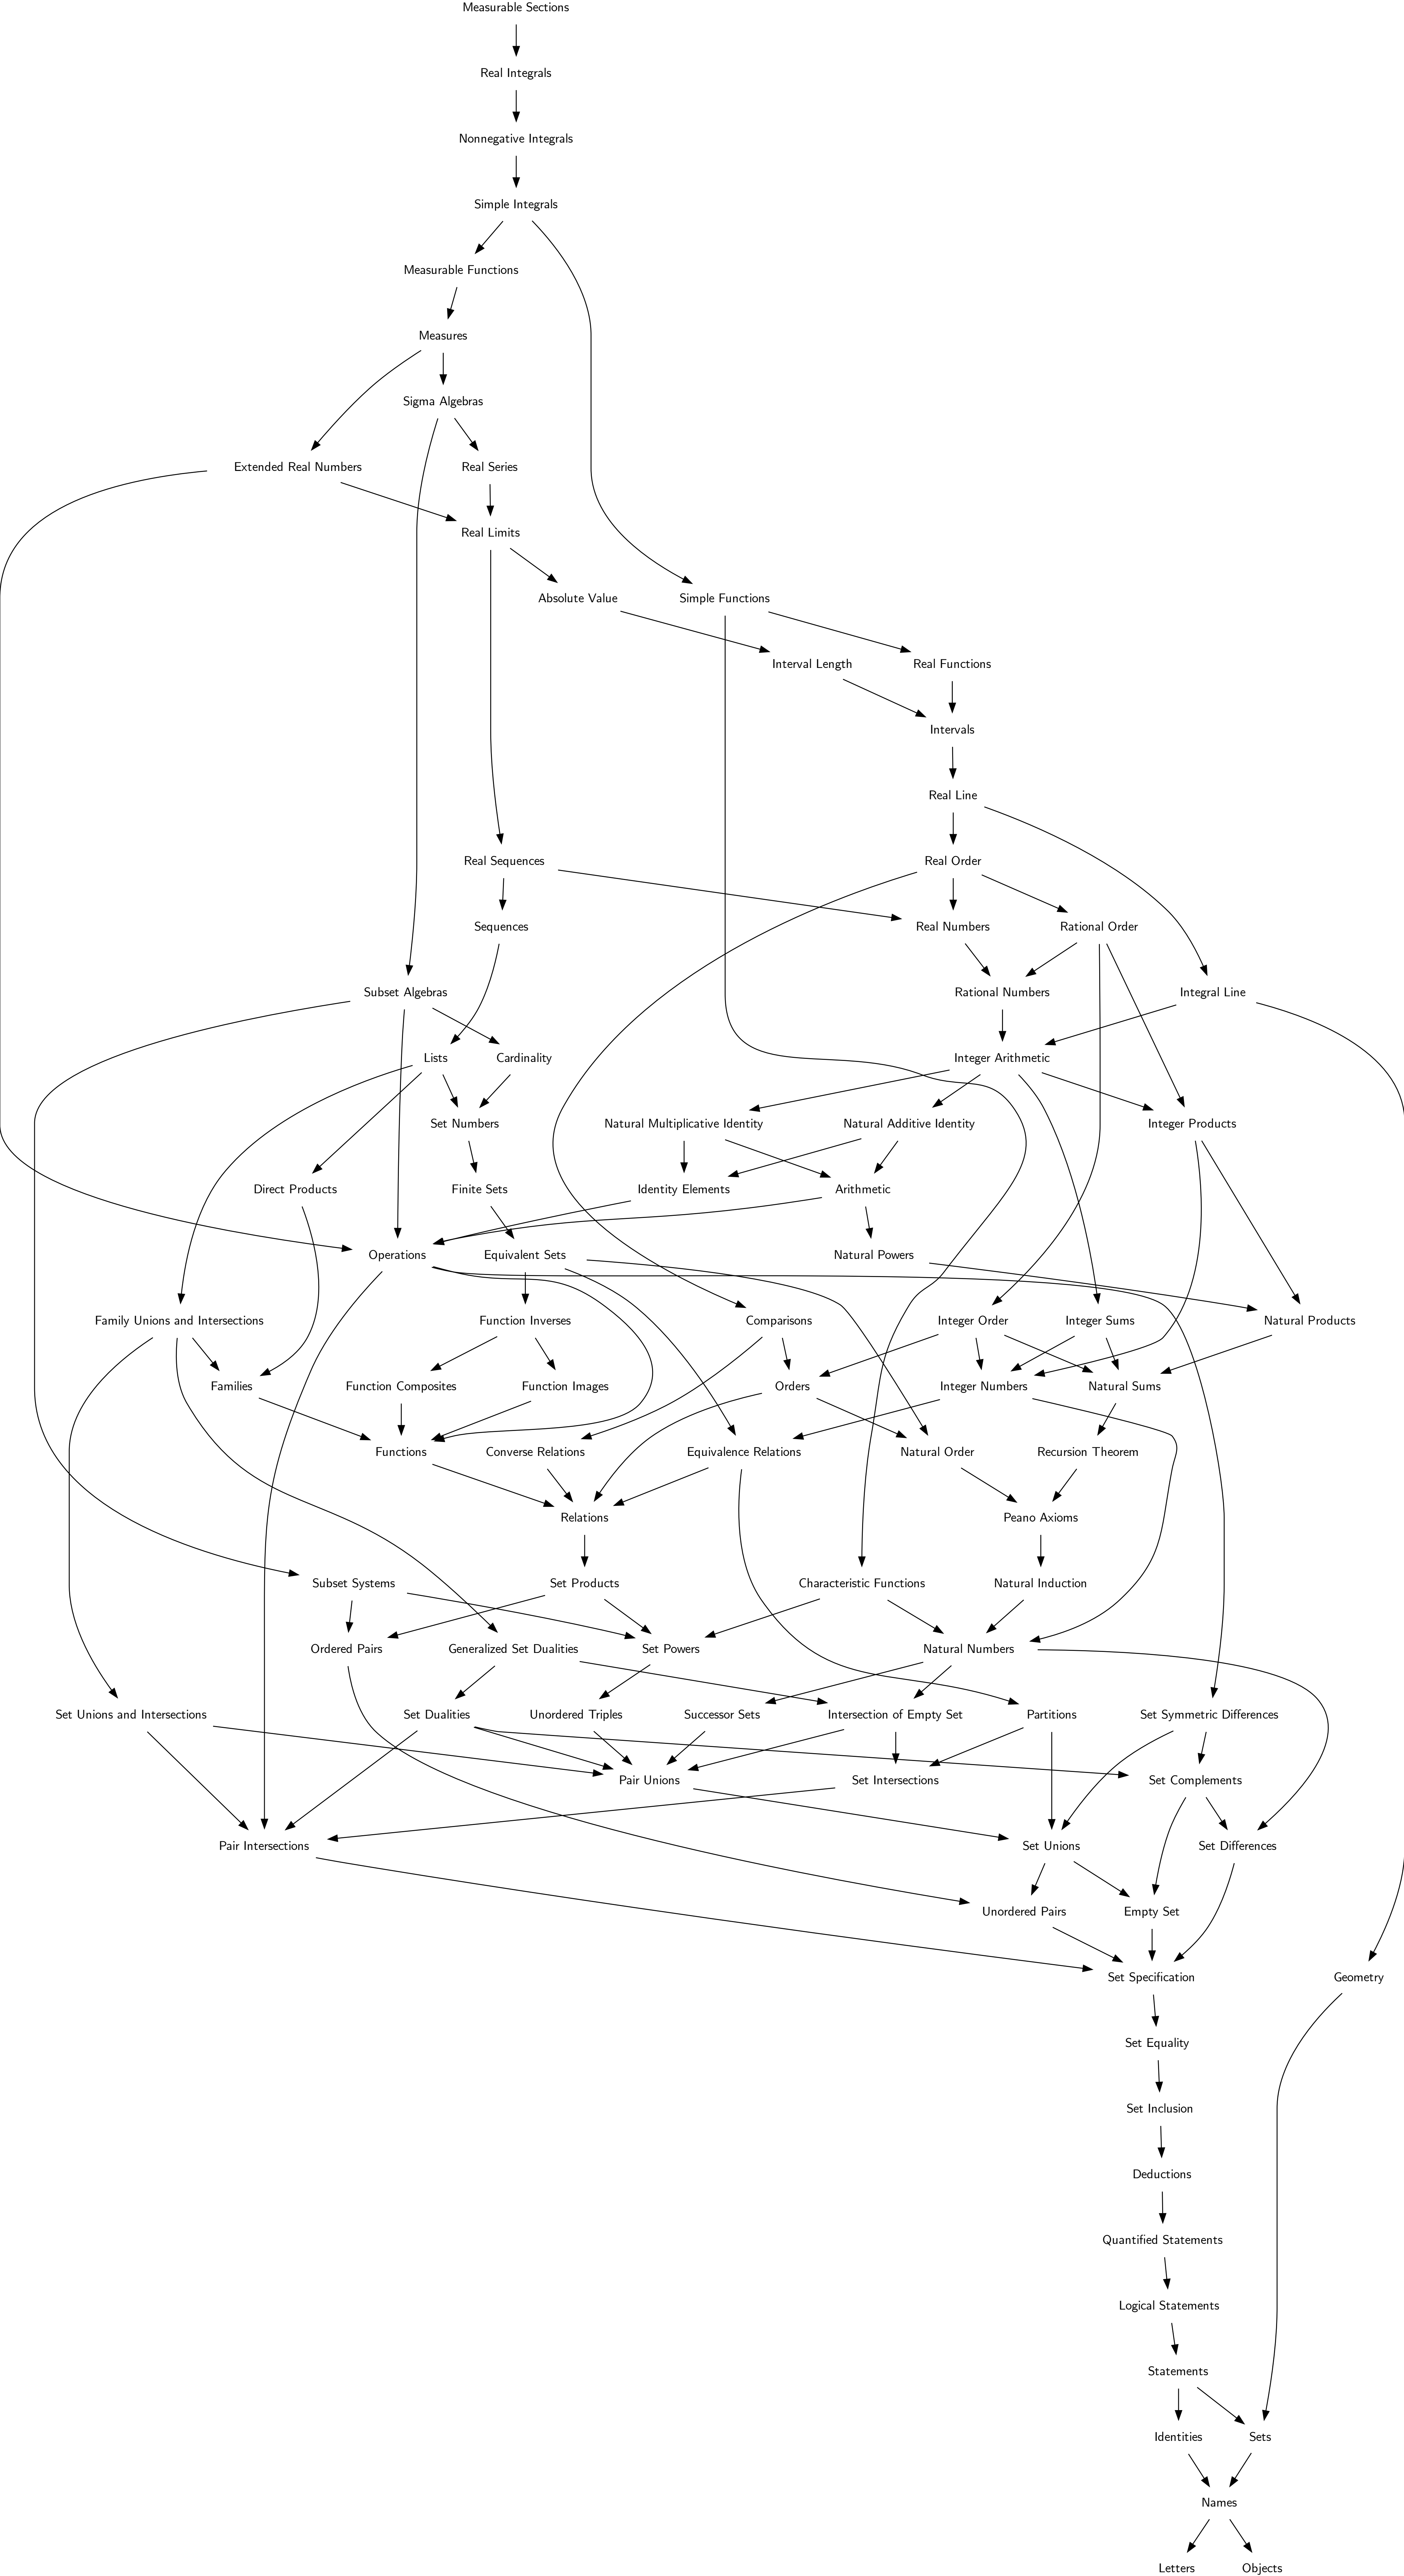 Measurable Sections
Real Integrals
Nonnegative Integrals
Simple Integrals
Measurable Functions
Measures
Sigma Algebras
Extended Real Numbers
Real Series
Real Limits
Absolute Value
Simple Functions
Interval Length
Real Functions
Intervals
Real Line
Real Sequences
Real Order
Sequences
Real Numbers
Rational Order
Subset Algebras
Rational Numbers
Integral Line
Lists
Cardinality
Integer Arithmetic
Set Numbers
Natural Multiplicative Identity
Natural Additive Identity
Integer Products
Direct Products
Finite Sets
Identity Elements
Arithmetic
Operations
Equivalent Sets
Natural Powers
Family Unions and Intersections
Function Inverses
Comparisons
Integer Order
Integer Sums
Natural Products
Families
Function Composites
Function Images
Orders
Integer Numbers
Natural Sums
Functions
Converse Relations
Equivalence Relations
Natural Order
Recursion Theorem
Relations
Peano Axioms
Subset Systems
Set Products
Characteristic Functions
Natural Induction
Ordered Pairs
Generalized Set Dualities
Set Powers
Natural Numbers
Set Unions and Intersections
Set Dualities
Unordered Triples
Successor Sets
Intersection of Empty Set
Partitions
Set Symmetric Differences
Pair Unions
Set Intersections
Set Complements
Pair Intersections
Set Unions
Set Differences
Unordered Pairs
Empty Set
Set Specification
Geometry
Set Equality
Set Inclusion
Deductions
Quantified Statements
Logical Statements
Statements
Identities
Sets
Names
Letters
Objects